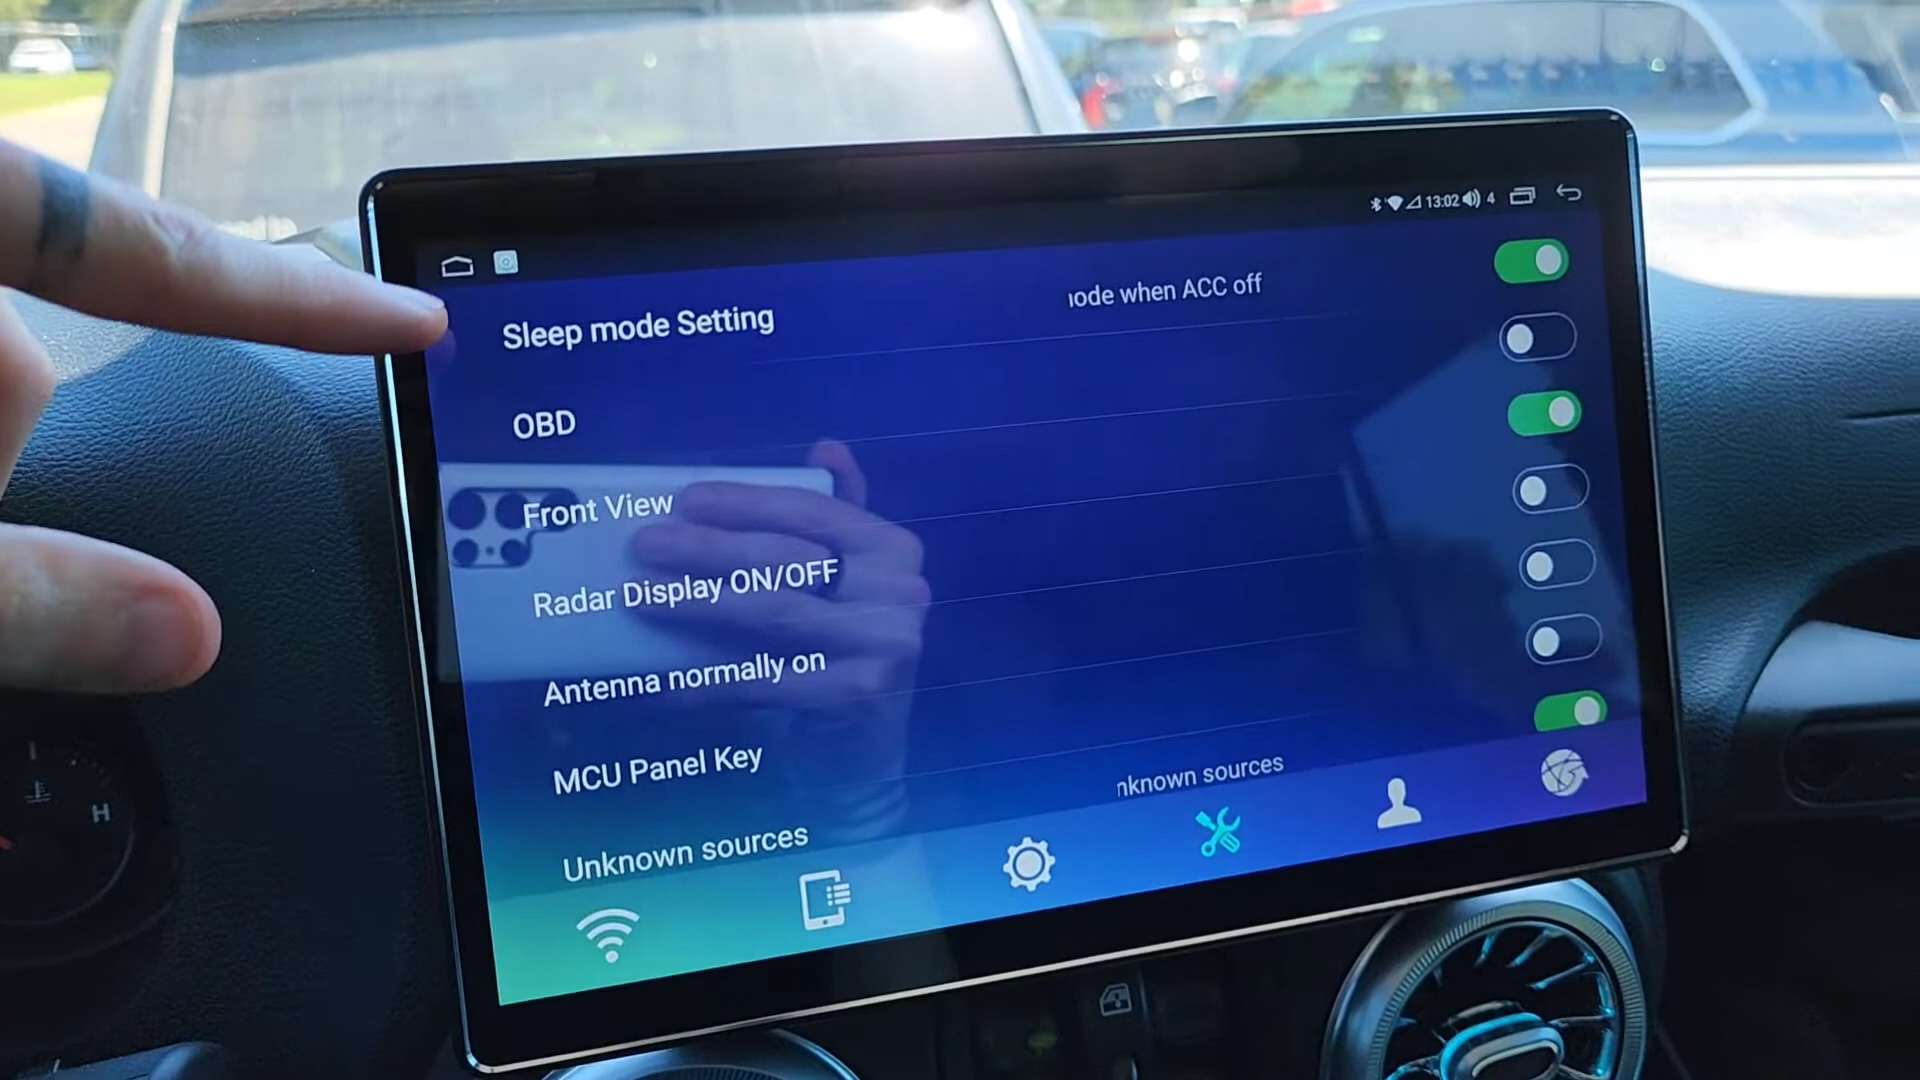 13:02 4
Sleep mode Setting ode when ACC off
OBD
Front View
Radar Display ON/OFF
Antenna normally on
MCU Panel Key
Unknown sources nknown sources
H